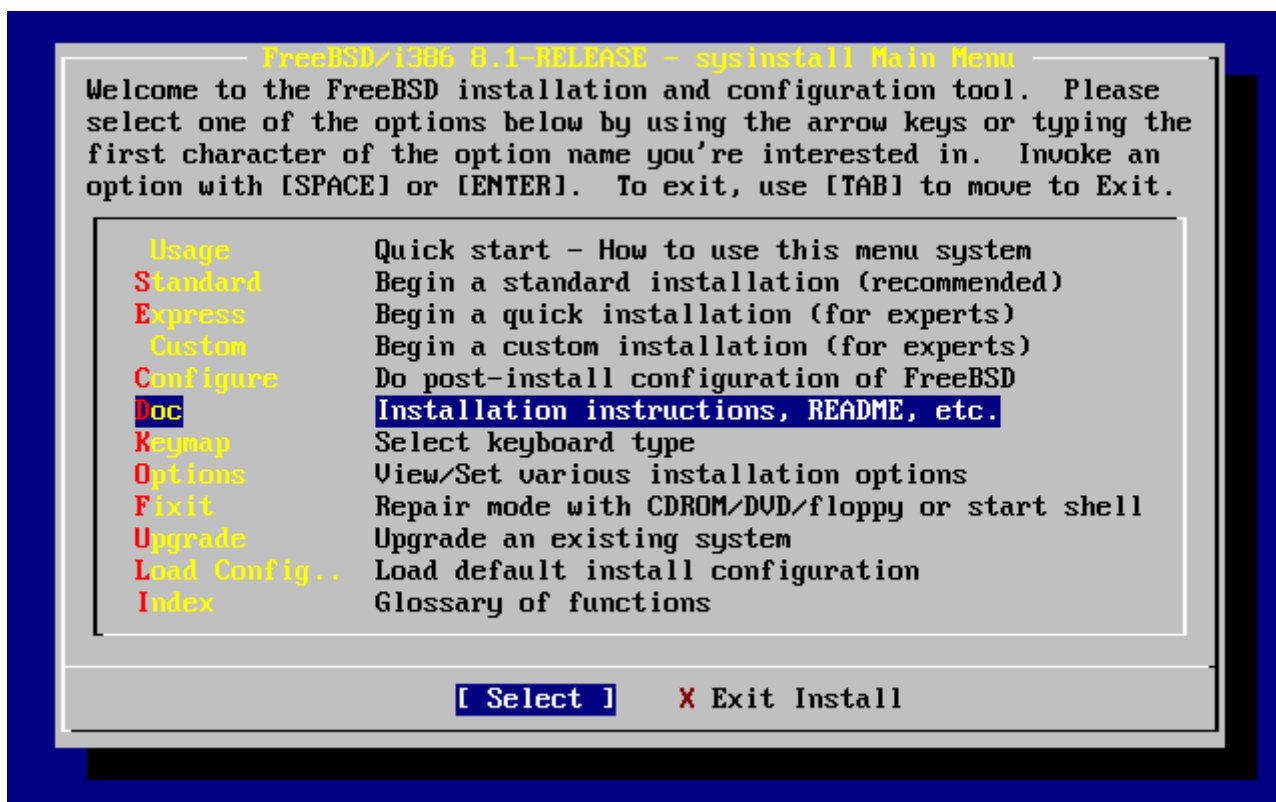 FreeBSD/i386 8.1-RELEASE - sysinstall Main Menu
Welcome to the FreeBSD installation and configuration tool.  Please
select one of the options below by using the arrow keys or typing the
first character of the option name you're interested in.  Invoke an
option with [SPACE] or [ENTER].  To exit, use [TAB] to move to Exit.
Usage Quick start - How to use this menu system
Standard Begin a standard installation (recommended)
Express Begin a quick installation (for experts)
Custom Begin a custom installation (for experts)
Configure Do post-install configuration of FreeBSD
Doc Installation instructions, README, etc.
Keymap Select keyboard type
Options View/Set various installation options
Fixit Repair mode with CDROM/DVD/floppy or start shell
Upgrade Upgrade an existing system
Load Config.. Load default install configuration
Index Glossary of functions
[ Select ] X Exit Install